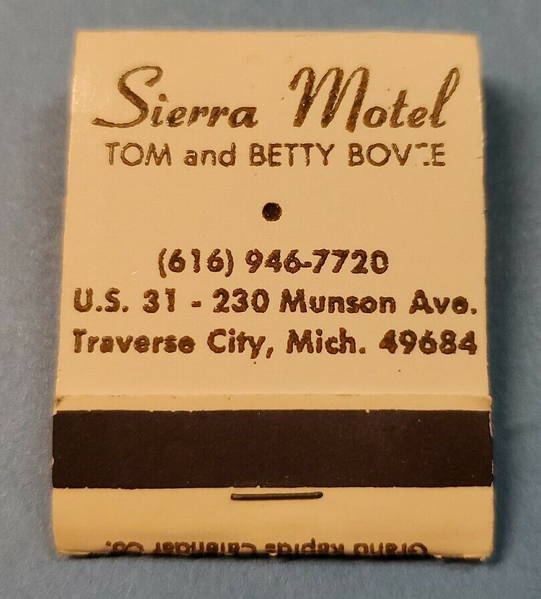 Sierra Motel
TOM and BETTY
(616) 946-7720
U.S. 31 - 230 Munson Ave.
Traverse City, Mich. 49684
Grand Rapids Calendar Co.